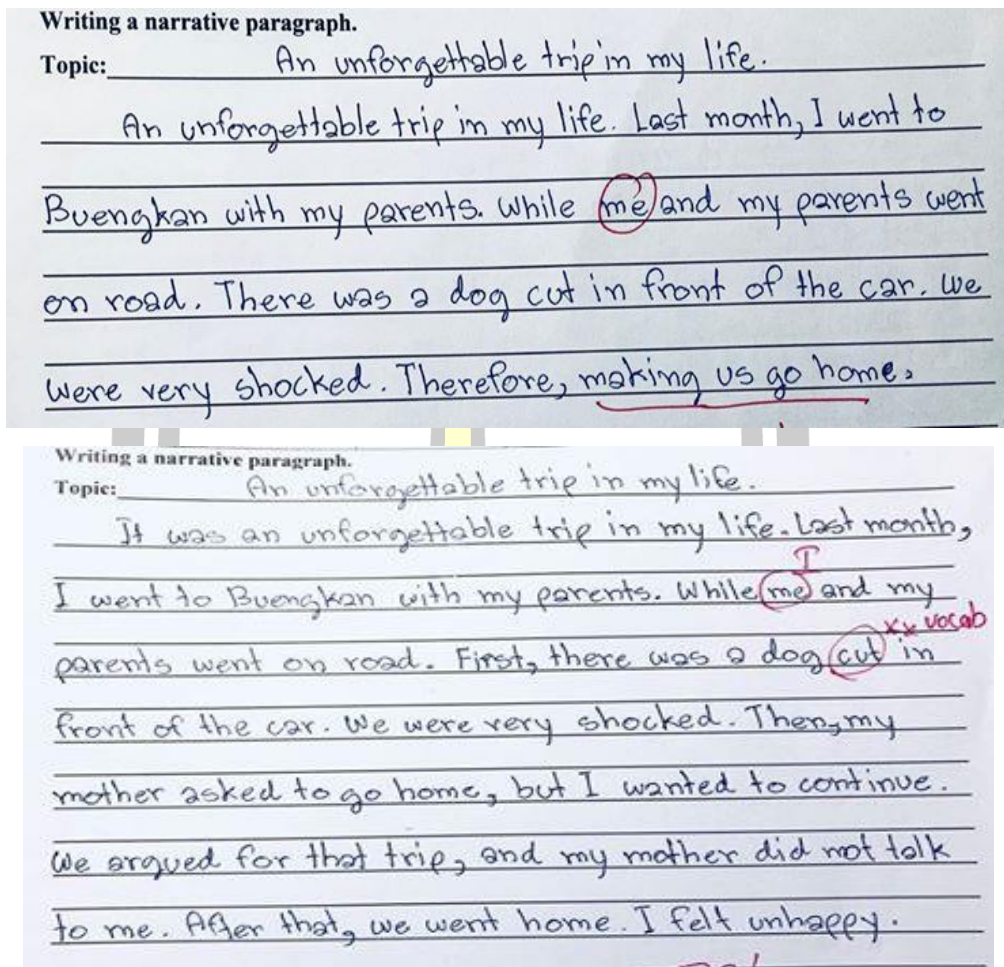 Writing a narrative paragraph.
Topic: An unforgettable trip in my life.
An unforgettable trip in my life. Last month, I went to
Buengkan with my parents. While me and my parents went
on road. There was a dog cut in front of the car. We
were very shocked. Therefore, making us go home.
Writing a narrative paragraph.
Topic: An unforgettable trip in my life.
It was an unforgettable trip in my life. Last month,
I
I went to Buengkan with my parents. While me and my
xx vocab
parents went on road. First, there was a dog cut in
front of the car. We were very shocked. Then, my
mother asked to go home, but I wanted to continue.
We argued for that trip, and my mother did not talk
to me. After that, we went home. I felt unhappy.